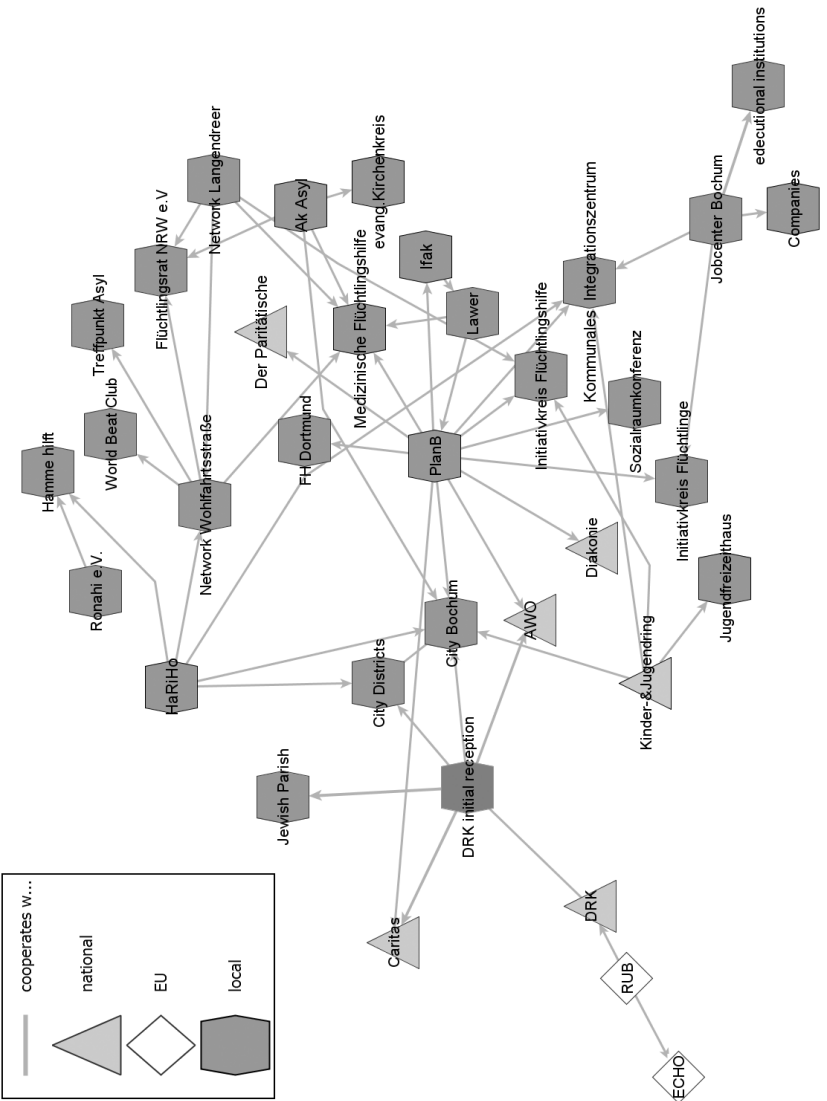 cooperates w...
national
EU
local
edecutional institutions
Companies
Jobcenter Bochum
Network Langendreer
Ak Asyl
evang.Kirchenkreis
Flüchtlingsrat NRW e.V
Treffpunkt Asyl
Der Paritätische
Medizinische Flüchtlingshilfe
Ifak
Lawer
Kommunales Integrationszentrum
Initiativkreis Flüchtlingshilfe
Sozialraumkonferenz
World Beat Club
Hamme hilft
FH Dortmund
PlanB
Initiativkreis Flüchtlinge
Network Wohlfahrtsstraße
Ronahi e.V.
Diakonie
Jugendfreizeithaus
City Bochum
AWO
HaRiHo
City Districts
Kinder-&Jugendring
Jewish Parish
DRK initial reception
Caritas
DRK
RUB
ECHO